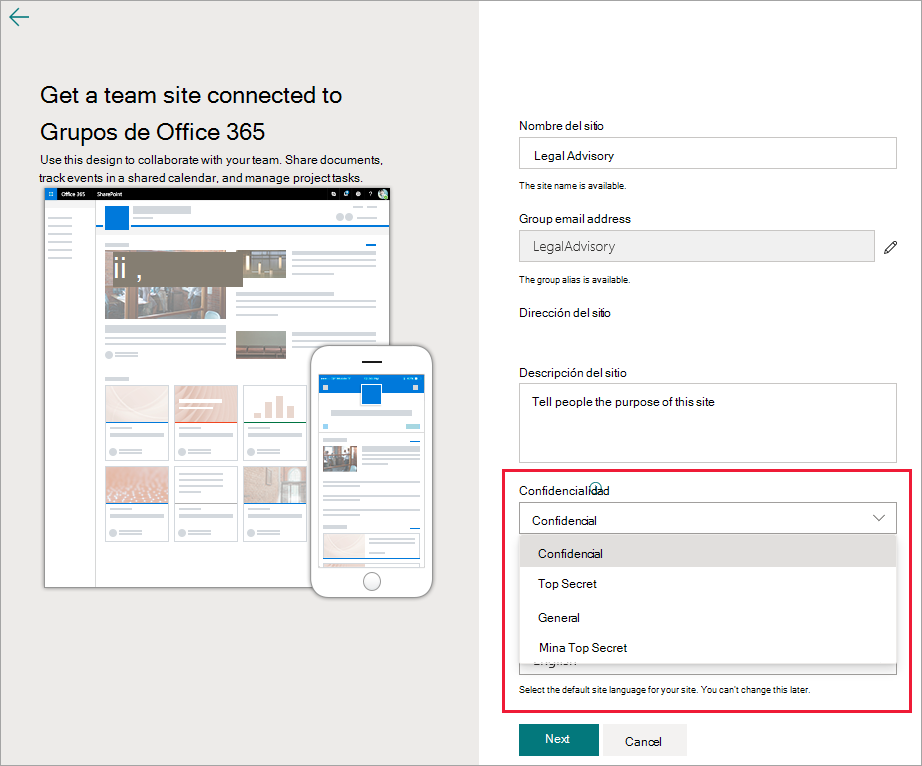 Get a team site connected to
Grupos de Office 365
Use this design to collaborate with your team. Share documents,
track events in a shared calendar, and manage project tasks.
Office 365 SharePoint
ii ,
Nombre del sitio
Legal Advisory
The site name is available.
Group email address
LegalAdvisory
The group alias is available.
Dirección del sitio
Descripción del sitio
Tell people the purpose of this site
Confidencialidad
Confidencial
Confidencial
Top Secret
General
Mina Top Secret
English
Select the default site language for your site. You can't change this later.
Next
Cancel